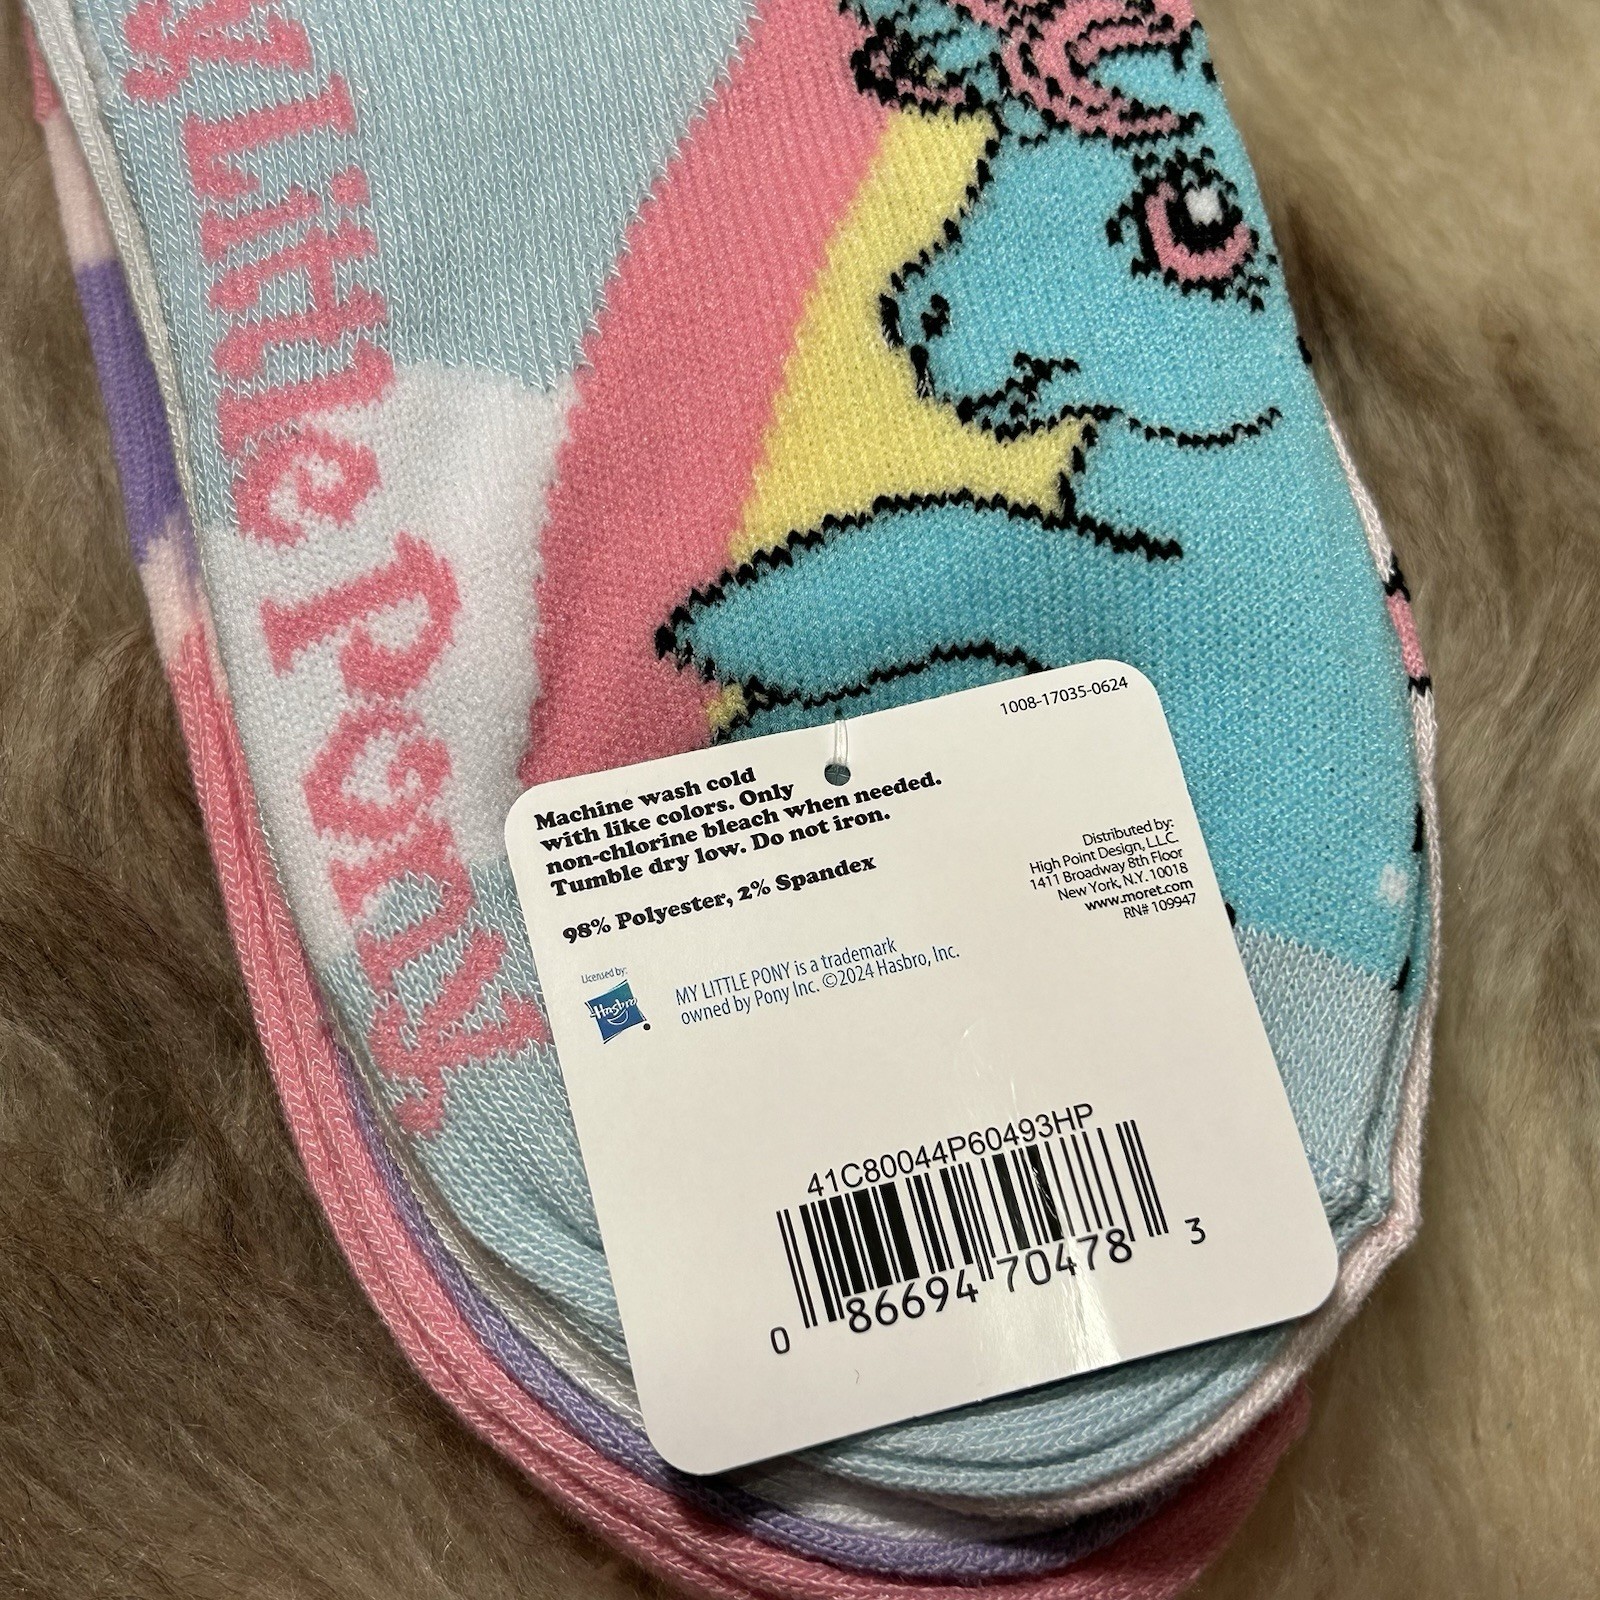 My Little Pony
1008-17035-0624
Machine wash cold
with like colors. Only
non-chlorine bleach when needed.
Tumble dry low. Do not iron.
98% Polyester, 2% Spandex
Distributed by:
High Point Design, L.L.C.
1411 Broadway 8th Floor
New York, N.Y. 10018
www.moret.com
RN# 109947
Licensed by:
Hasbro
MY LITTLE PONY is a trademark
owned by Pony Inc. ©2024 Hasbro, Inc.
41C80044P60493HP
0 86694 70478 3